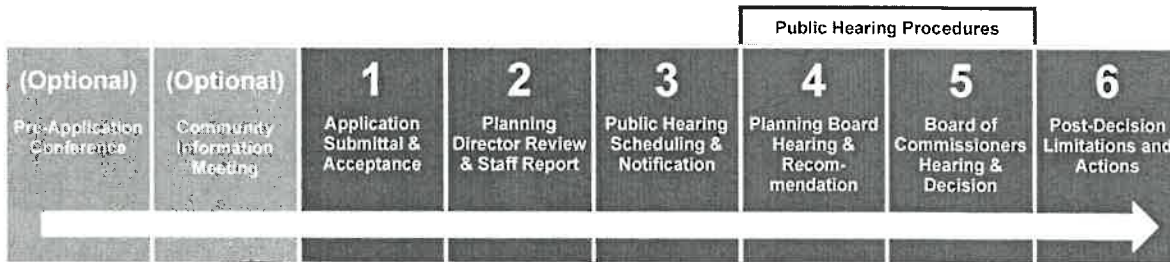 Public Hearing Procedures
(Optional)
Pre-Application
Conference
(Optional)
Community
Information
Meeting
1
Application
Submittal &
Acceptance
2
Planning
Director Review
& Staff Report
3
Public Hearing
Scheduling &
Notification
4
Planning Board
Hearing &
Recom-
mendation
5
Board of
Commissioners
Hearing &
Decision
6
Post-Decision
Limitations and
Actions